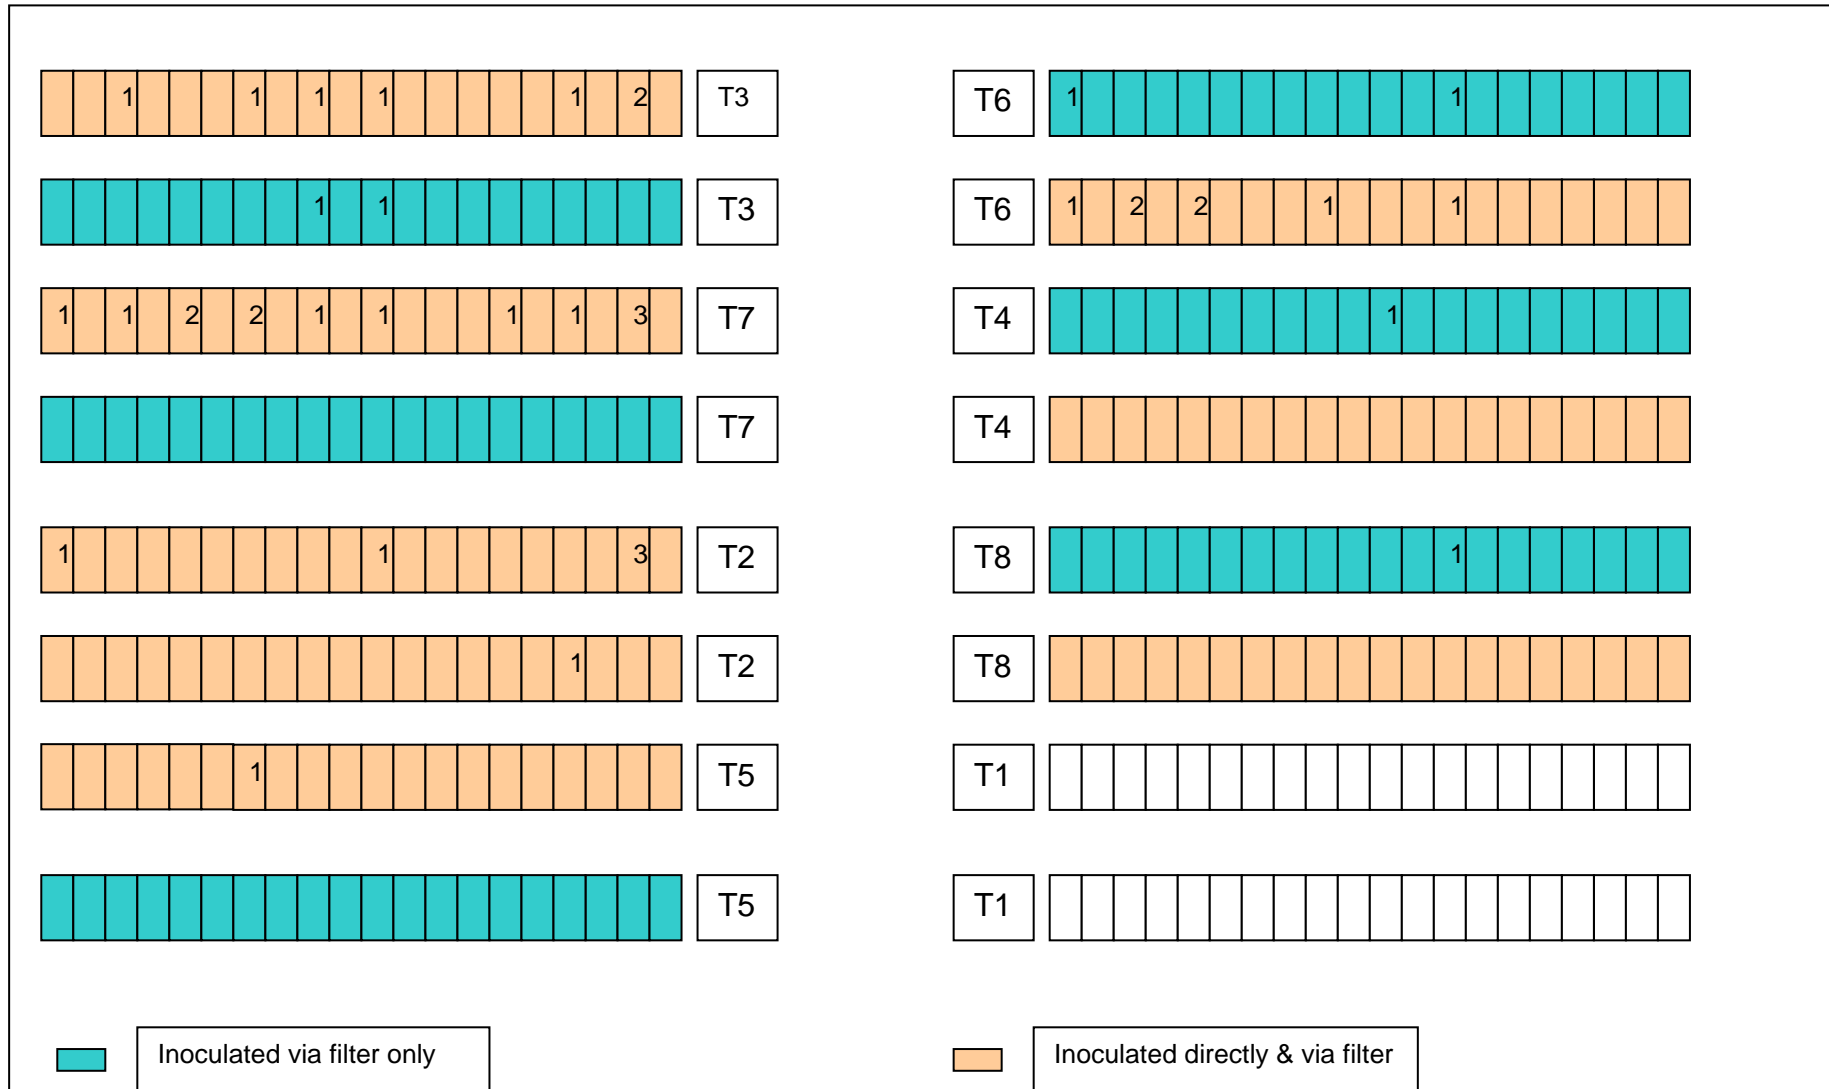 1 1 1 1 1 2 T3
T6 1 1
1 1 T3
T6 1 2 2 1 1
1 1 2 2 1 1 1 1 3 T7
T4 1
T7
T4
1 1 3 T2
T8 1
1 T2
T8
1 T5
T1
T5
T1
Inoculated via filter only
Inoculated directly & via filter